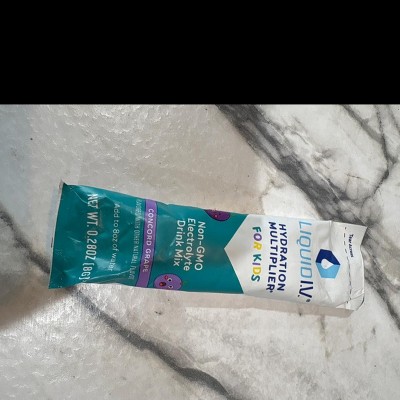 LIQUID I.V.
HYDRATION
MULTIPLIER
FOR KIDS
Non-GMO
Electrolyte
Drink Mix
CONCORD GRAPE
Add to 8oz of water
NET WT. 0.28OZ (8G)